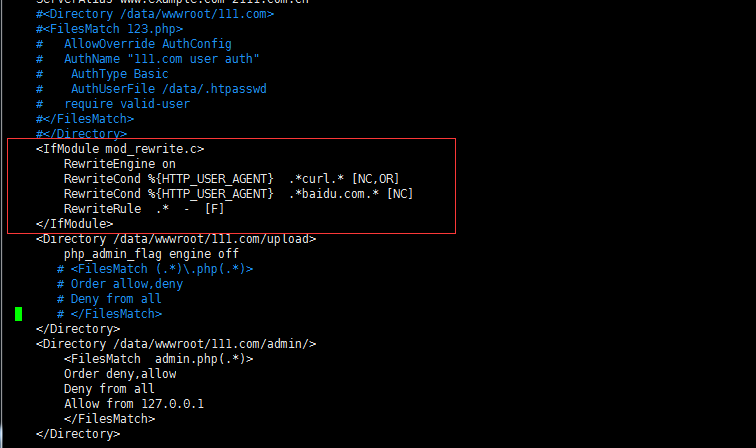 ServerAlias www.example.com 2111.com.cn
#<Directory /data/wwwroot/111.com>
#<FilesMatch 123.php>
#   AllowOverride AuthConfig
#   AuthName "111.com user auth"
#    AuthType Basic
#    AuthUserFile /data/.htpasswd
#   require valid-user
#</FilesMatch>
#</Directory>
<IfModule mod_rewrite.c>
RewriteEngine on
RewriteCond %{HTTP_USER_AGENT}  .*curl.* [NC,OR]
RewriteCond %{HTTP_USER_AGENT}  .*baidu.com.* [NC]
RewriteRule  .*  -  [F]
</IfModule>
<Directory /data/wwwroot/111.com/upload>
php_admin_flag engine off
# <FilesMatch (.*)\.php(.*)>
# Order allow,deny
# Deny from all
# </FilesMatch>
</Directory>
<Directory /data/wwwroot/111.com/admin/>
<FilesMatch  admin.php(.*)>
Order deny,allow
Deny from all
Allow from 127.0.0.1
</FilesMatch>
</Directory>